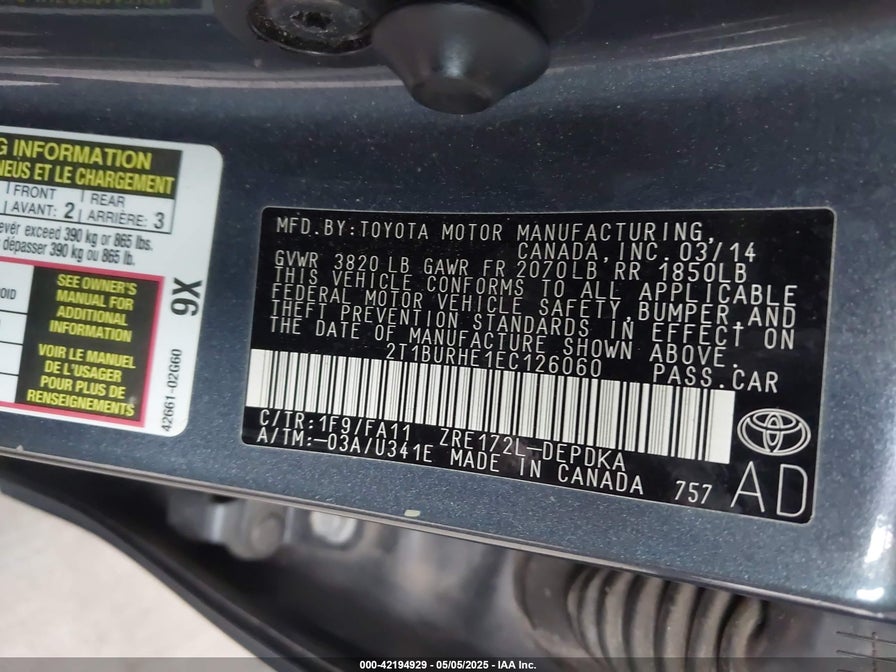 G INFORMATION
NEUS ET LE CHARGEMENT
FRONT REAR
AVANT: 2 ARRIÈRE: 3
ever exceed 390 kg or 865 lbs.
dépasser 390 kg ou 865 lb.
SEE OWNER'S
MANUAL FOR
ADDITIONAL
INFORMATION
VOIR LE MANUEL
DE L'USAGER
POUR PLUS DE
RENSEIGNEMENTS
9X
42661-02G60
MFD.BY:TOYOTA MOTOR MANUFACTURING,
CANADA,INC. 03/14
GVWR 3820 LB GAWR FR 2070LB RR 1850LB
THIS VEHICLE CONFORMS TO ALL APPLICABLE
FEDERAL MOTOR VEHICLE SAFETY,BUMPER,AND
THEFT PREVENTION STANDARDS IN EFFECT ON
THE DATE OF MANUFACTURE SHOWN ABOVE.
2T1BURHE1EC126060 PASS.CAR
C/TR:1F9/FA11 ZRE172L-DEPDKA
A/TM:-03A/U341E MADE IN CANADA 757
AD
000-42194929 - 05/05/2025 - IAA Inc.